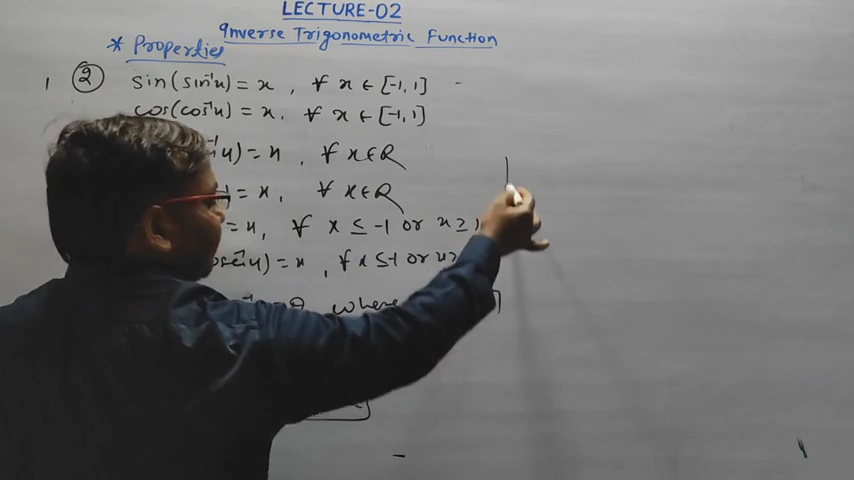 LECTURE-02
Inverse Trigonometric Function
* Properties
1 ② sin(sin⁻¹x) = x , ∀ x ∈ [-1,1] -
cos(cos⁻¹x) = x, ∀ x ∈ [-1,1]
⁻¹x) = x , ∀ x ∈ R
= x, ∀ x ∈ R
= x, ∀ x ≤ -1 or x ≥ 1
) = x , ∀ x ≤ -1 or x ≥
= θ, where